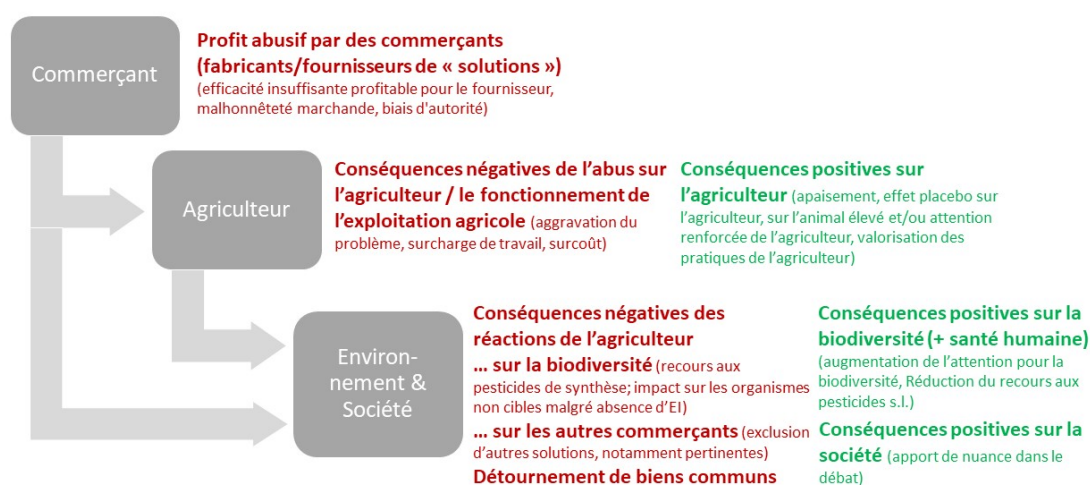 Commerçant
Profit abusif par des commerçants
(fabricants/fournisseurs de « solutions »)
(efficacité insuffisante profitable pour le fournisseur,
malhonnêteté marchande, biais d'autorité)
Agriculteur
Conséquences négatives de l'abus sur
l'agriculteur / le fonctionnement de
l'exploitation agricole (aggravation du
problème, surcharge de travail, surcoût)
Conséquences positives sur
l'agriculteur (apaisement, effet placebo sur
l'agriculteur, sur l'animal élevé et/ou attention
renforcée de l'agriculteur, valorisation des
pratiques de l'agriculteur)
Environ-
nement &
Société
Conséquences négatives des
réactions de l'agriculteur
... sur la biodiversité (recours aux
pesticides de synthèse; impact sur les organismes
non cibles malgré absence d'EI)
... sur les autres commerçants (exclusion
d'autres solutions, notamment pertinentes)
Détournement de biens communs
Conséquences positives sur la
biodiversité (+ santé humaine)
(augmentation de l'attention pour la
biodiversité, Réduction du recours aux
pesticides s.l.)
Conséquences positives sur la
société (apport de nuance dans le
débat)